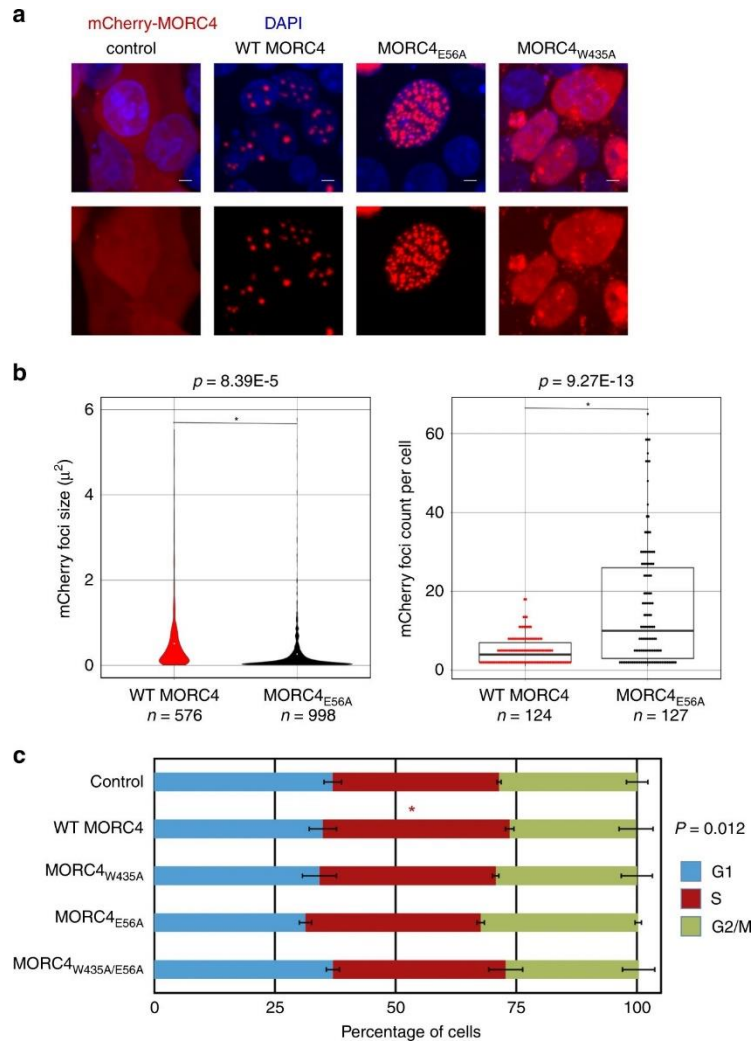 a
mCherry-MORC4 DAPI
control WT MORC4 MORC4E56A MORC4W435A
b
p = 8.39E-5 p = 9.27E-13
mCherry foci size (μ²)
6
4
2
0
*
WT MORC4 MORC4E56A
n = 576 n = 998
mCherry foci count per cell
60
40
20
0
*
WT MORC4 MORC4E56A
n = 124 n = 127
c
Control
*
WT MORC4
MORC4W435A
MORC4E56A
MORC4W435A/E56A
0 25 50 75 100
Percentage of cells
P = 0.012
G1
S
G2/M